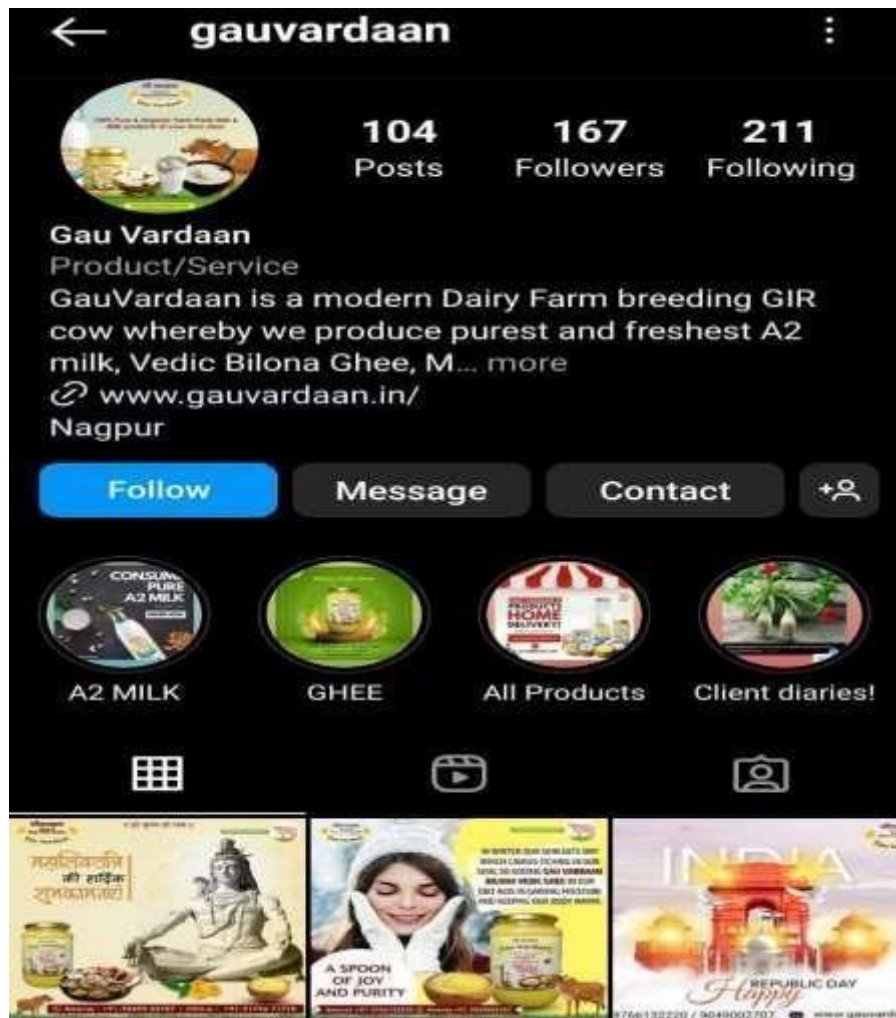 gauvardaan
104 167 211
Posts Followers Following
Gau Vardaan
Product/Service
GauVardaan is a modern Dairy Farm breeding GIR
cow whereby we produce purest and freshest A2
milk, Vedic Bilona Ghee, M... more
www.gauvardaan.in/
Nagpur
Follow Message Contact
CONSUME
PURE
A2 MILK
PRODUCTS
HOME
DELIVERY!
A2 MILK GHEE All Products Client diaries!
की हार्दिक
A SPOON
OF JOY
AND PURITY
INDIA
REPUBLIC DAY
Happy
9766132220 / 9049002707